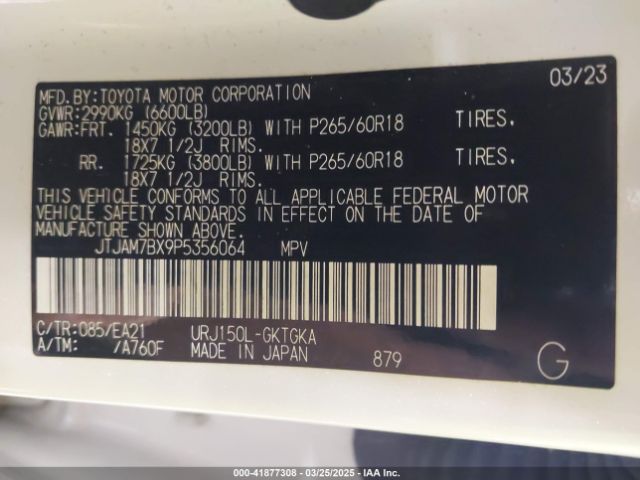 03/23
MFD.BY:TOYOTA MOTOR CORPORATION
GVWR:2990KG (6600LB)
GAWR:FRT. 1450KG (3200LB) WITH P265/60R18 TIRES.
18X7 1/2J RIMS.
RR. 1725KG (3800LB) WITH P265/60R18 TIRES.
18X7 1/2J RIMS.
THIS VEHICLE CONFORMS TO ALL APPLICABLE FEDERAL MOTOR
VEHICLE SAFETY STANDARDS IN EFFECT ON THE DATE OF
MANUFACTURE SHOWN ABOVE.
JTJAM7BX9P5356064 MPV
C/TR:085/EA21 URJ150L-GKTGKA
A/TM: /A760F MADE IN JAPAN 879 G
000-41877308 | 03/25/2025 | IAA Inc.